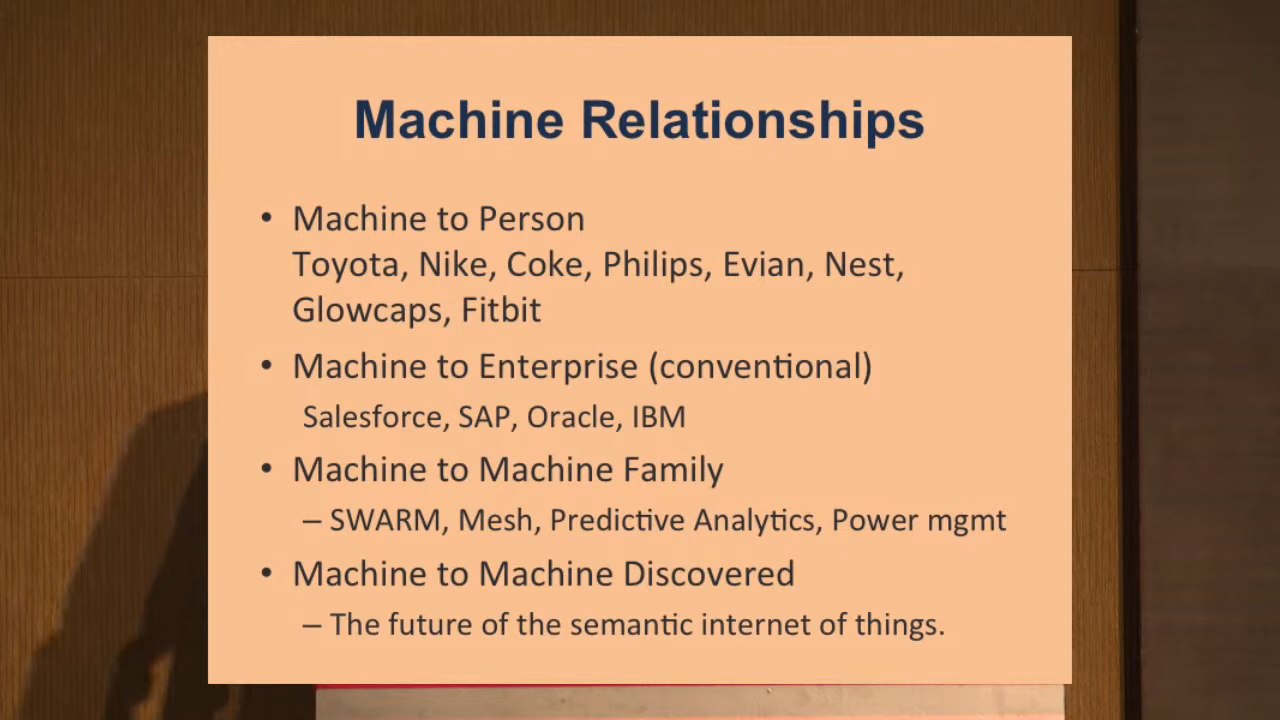 Machine Relationships
• Machine to Person
Toyota, Nike, Coke, Philips, Evian, Nest,
Glowcaps, Fitbit
• Machine to Enterprise (conventional)
Salesforce, SAP, Oracle, IBM
• Machine to Machine Family
– SWARM, Mesh, Predictive Analytics, Power mgmt
• Machine to Machine Discovered
– The future of the semantic internet of things.